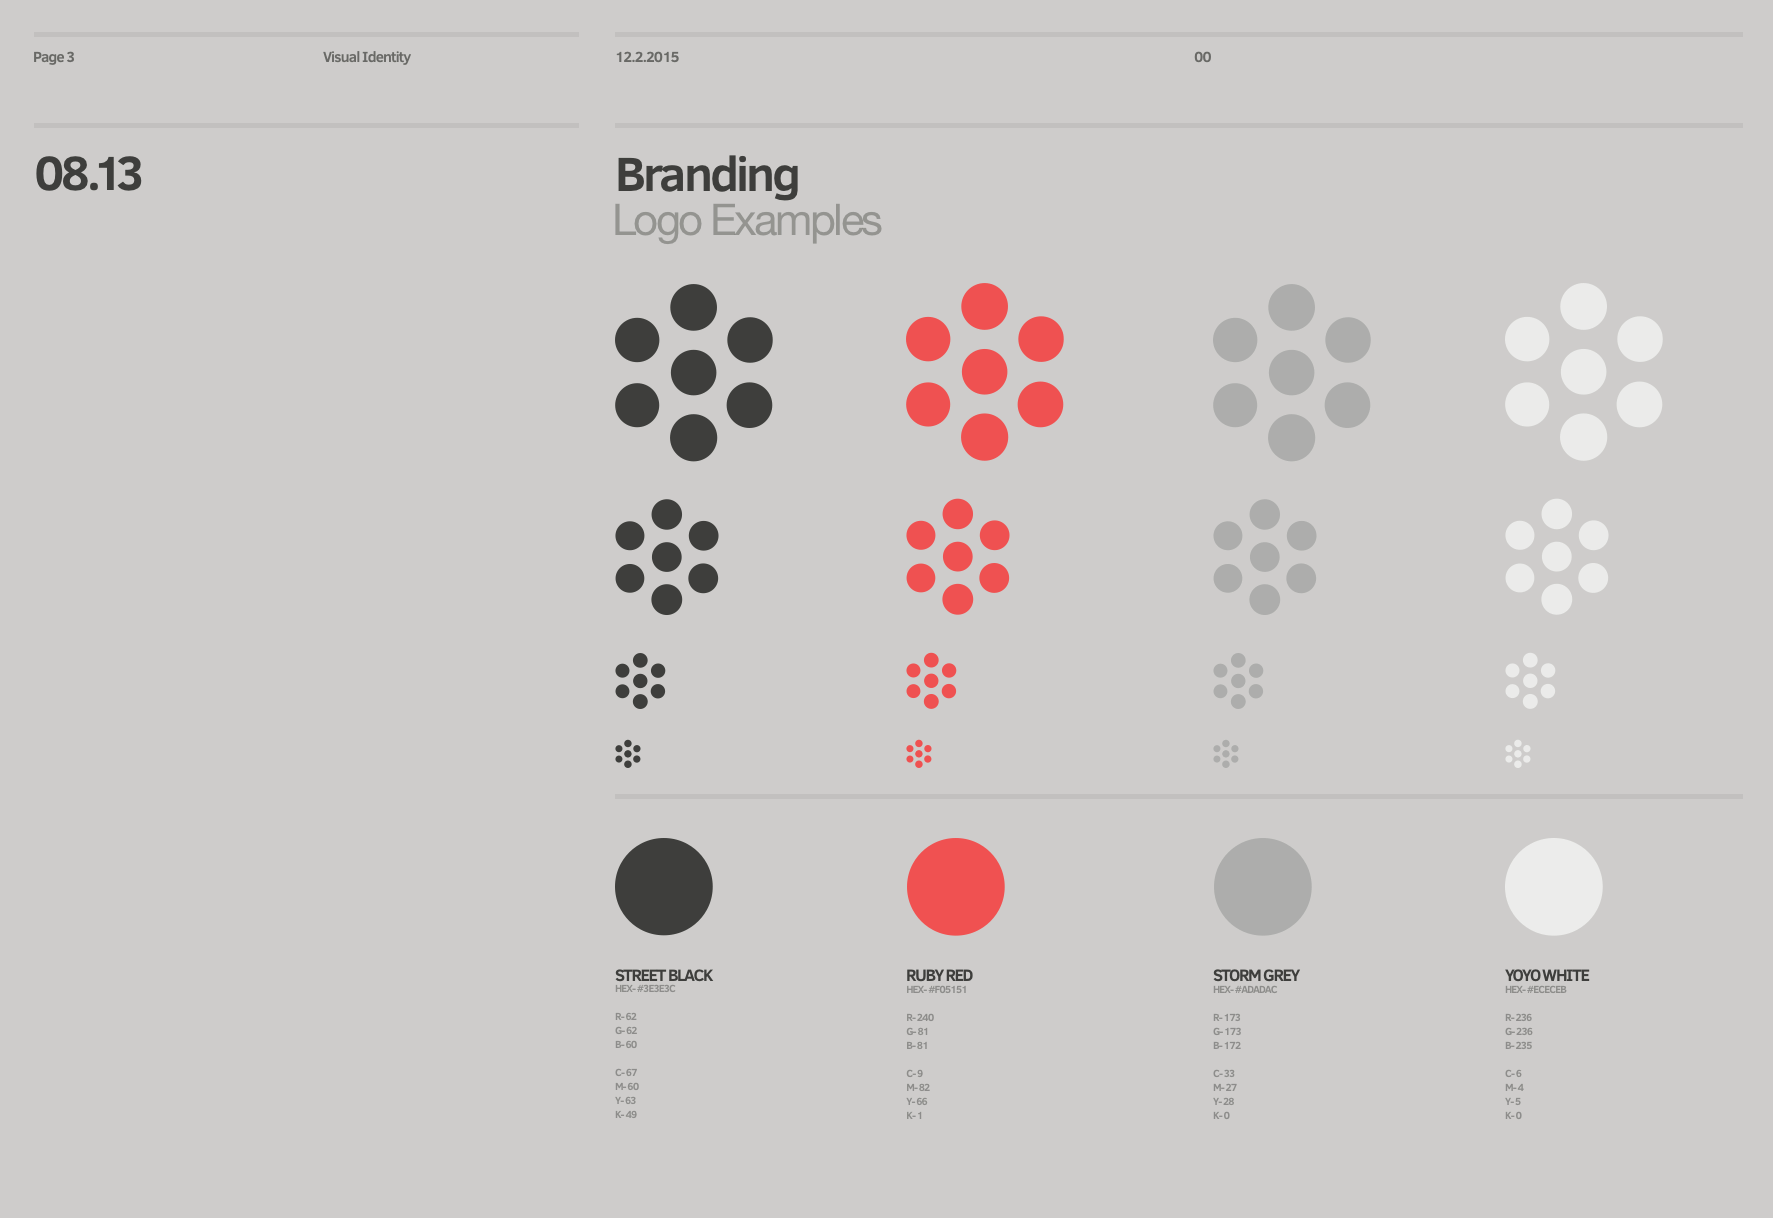 Page 3
Visual Identity
12.2.2015
00
08.13
Branding
Logo Examples
STREET BLACK
HEX- #3E3E3C
R- 62
G- 62
B- 60
C- 67
M- 60
Y- 63
K- 49
RUBY RED
HEX- #F05151
R- 240
G- 81
B- 81
C- 9
M- 82
Y- 66
K- 1
STORM GREY
HEX- #ADADAC
R- 173
G- 173
B- 172
C- 33
M- 27
Y- 28
K- 0
YOYO WHITE
HEX- #ECECEB
R- 236
G- 236
B- 235
C- 6
M- 4
Y- 5
K- 0